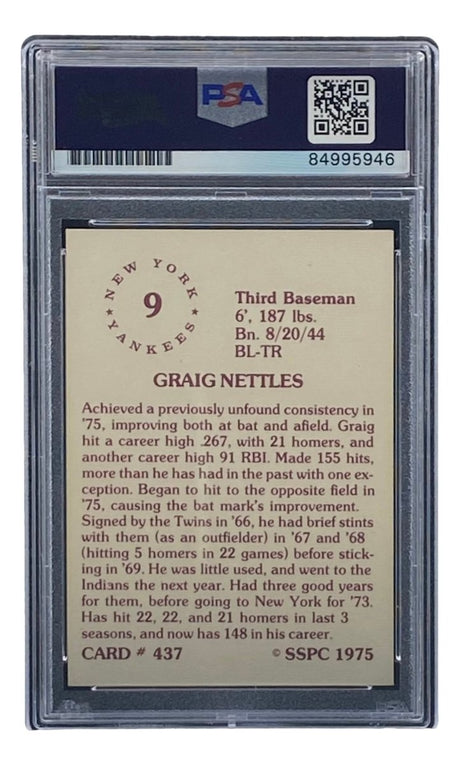 PSA
84995946
NEW YORK
9
★ YANKEES ★
Third Baseman
6', 187 lbs.
Bn. 8/20/44
BL-TR
GRAIG NETTLES
Achieved a previously unfound consistency in
'75, improving both at bat and afield. Graig
hit a career high .267, with 21 homers, and
another career high 91 RBI. Made 155 hits,
more than he has had in the past with one ex-
ception. Began to hit to the opposite field in
'75, causing the bat mark's improvement.
Signed by the Twins in '66, he had brief stints
with them (as an outfielder) in '67 and '68
(hitting 5 homers in 22 games) before stick-
ing in '69. He was little used, and went to the
Indians the next year. Had three good years
for them, before going to New York for '73.
Has hit 22, 22, and 21 homers in last 3
seasons, and now has 148 in his career.
CARD # 437 © SSPC 1975